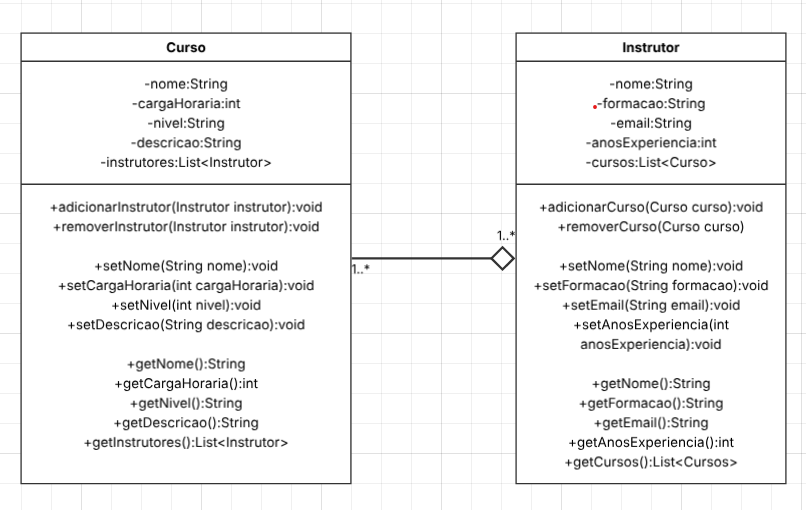 Curso
-nome:String
-cargaHoraria:int
-nivel:String
-descricao:String
-instrutores:List<Instrutor>
+adicionarInstrutor(Instrutor instrutor):void
+removerInstrutor(Instrutor instrutor):void
+setNome(String nome):void
+setCargaHoraria(int cargaHoraria):void
+setNivel(int nivel):void
+setDescricao(String descricao):void
+getNome():String
+getCargaHoraria():int
+getNivel():String
+getDescricao():String
+getInstrutores():List<Instrutor>
1..*
1..*
Instrutor
-nome:String
-formacao:String
-email:String
-anosExperiencia:int
-cursos:List<Curso>
+adicionarCurso(Curso curso):void
+removerCurso(Curso curso)
+setNome(String nome):void
+setFormacao(String formacao):void
+setEmail(String email):void
+setAnosExperiencia(int
anosExperiencia):void
+getNome():String
+getFormacao():String
+getEmail():String
+getAnosExperiencia():int
+getCursos():List<Cursos>